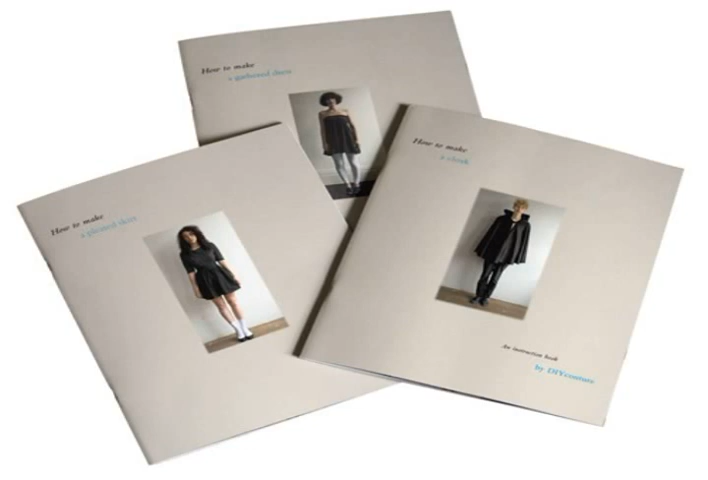 How to make
a gathered dress
How to make
a pleated skirt
How to make
a cloak
An instruction book
by DIYcouture